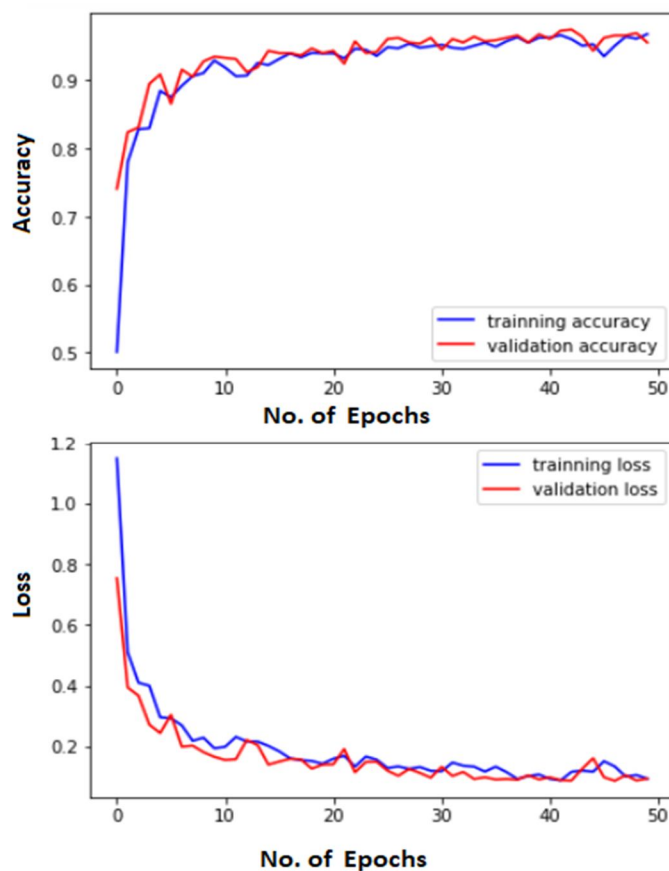 Accuracy
0.9
0.8
0.7
0.6
0.5
trainning accuracy
validation accuracy
0 10 20 30 40 50
No. of Epochs
Loss
1.2
1.0
0.8
0.6
0.4
0.2
trainning loss
validation loss
0 10 20 30 40 50
No. of Epochs